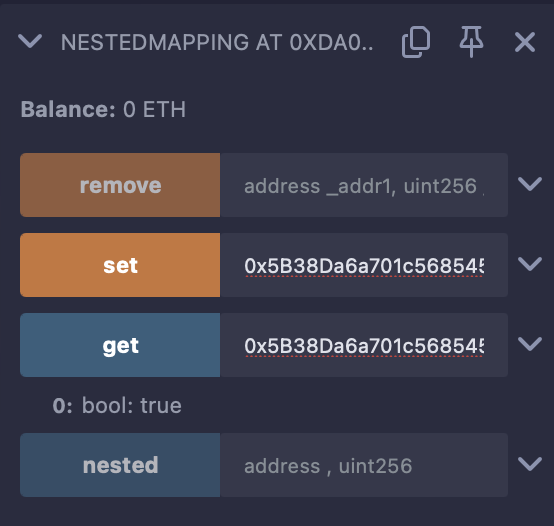 NESTEDMAPPING AT 0XDA0..
Balance: 0 ETH
remove address _addr1, uint256
set 0x5B38Da6a701c568545
get 0x5B38Da6a701c568545
0: bool: true
nested address , uint256